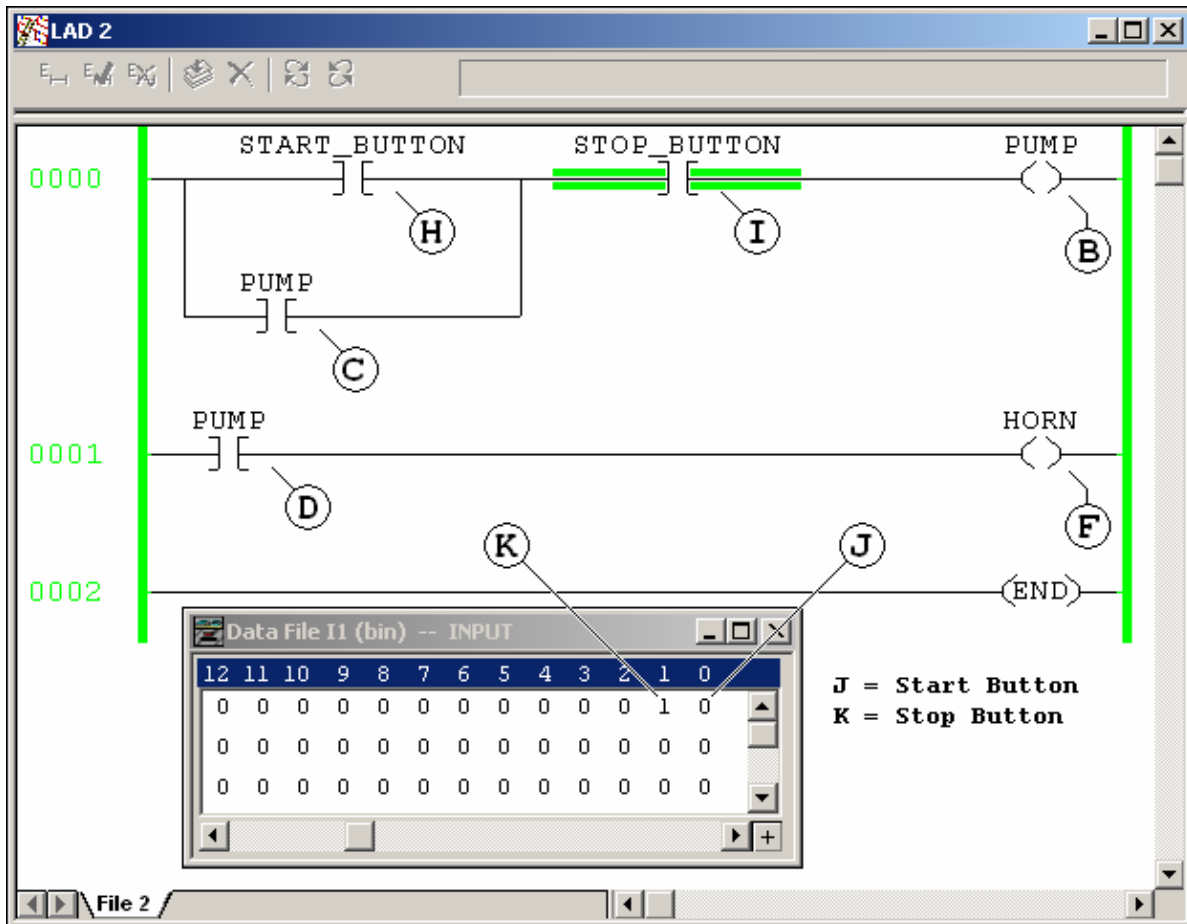 LAD 2
START_BUTTON STOP_BUTTON PUMP
0000
H I B
PUMP
C
PUMP HORN
0001
D F
K J
0002 (END)
Data File I1 (bin) -- INPUT
12 11 10 9 8 7 6 5 4 3 2 1 0
0 0 0 0 0 0 0 0 0 0 0 1 0
0 0 0 0 0 0 0 0 0 0 0 0 0
0 0 0 0 0 0 0 0 0 0 0 0 0
J = Start Button
K = Stop Button
File 2